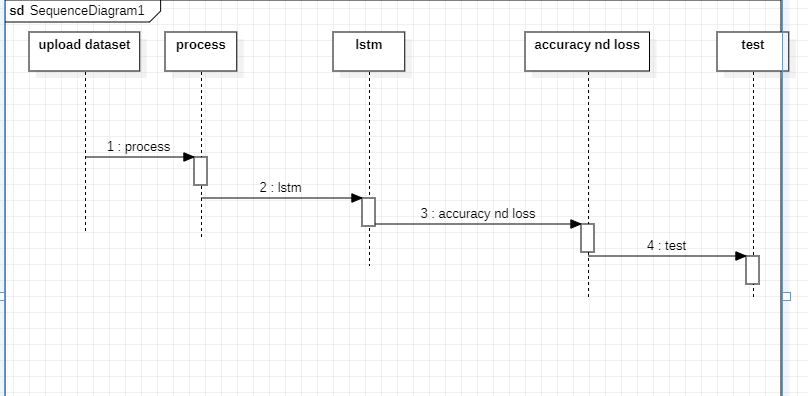 sd SequenceDiagram1
upload dataset
process
lstm
accuracy nd loss
test
1 : process
2 : lstm
3 : accuracy nd loss
4 : test